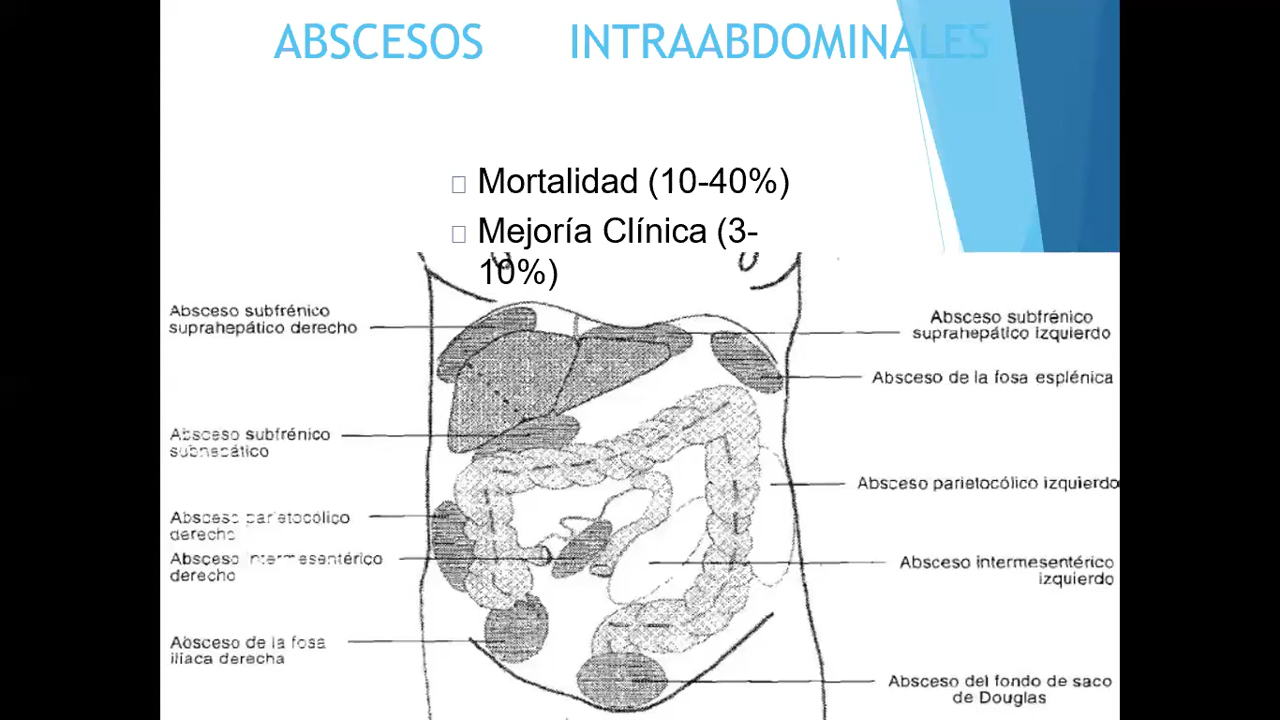 ABSCESOS INTRAABDOMINALES
Mortalidad (10-40%)
Mejoría Clínica (3-
10%)
Absceso subfrénico
suprahepático derecho
Absceso subfrénico
subhepático
Absceso parietocólico
derecho
Absceso intermesentérico
derecho
Absceso de la fosa
ilíaca derecha
Absceso subfrénico
suprahepático izquierdo
Absceso de la fosa esplénica
Absceso parietocólico izquierdo
Absceso intermesentérico
izquierdo
Absceso del fondo de saco
de Douglas